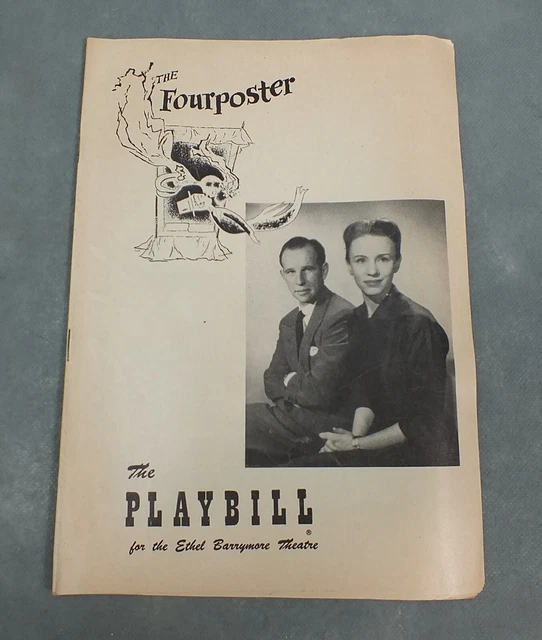 THE
Fourposter
The
PLAYBILL
®
for the Ethel Barrymore Theatre